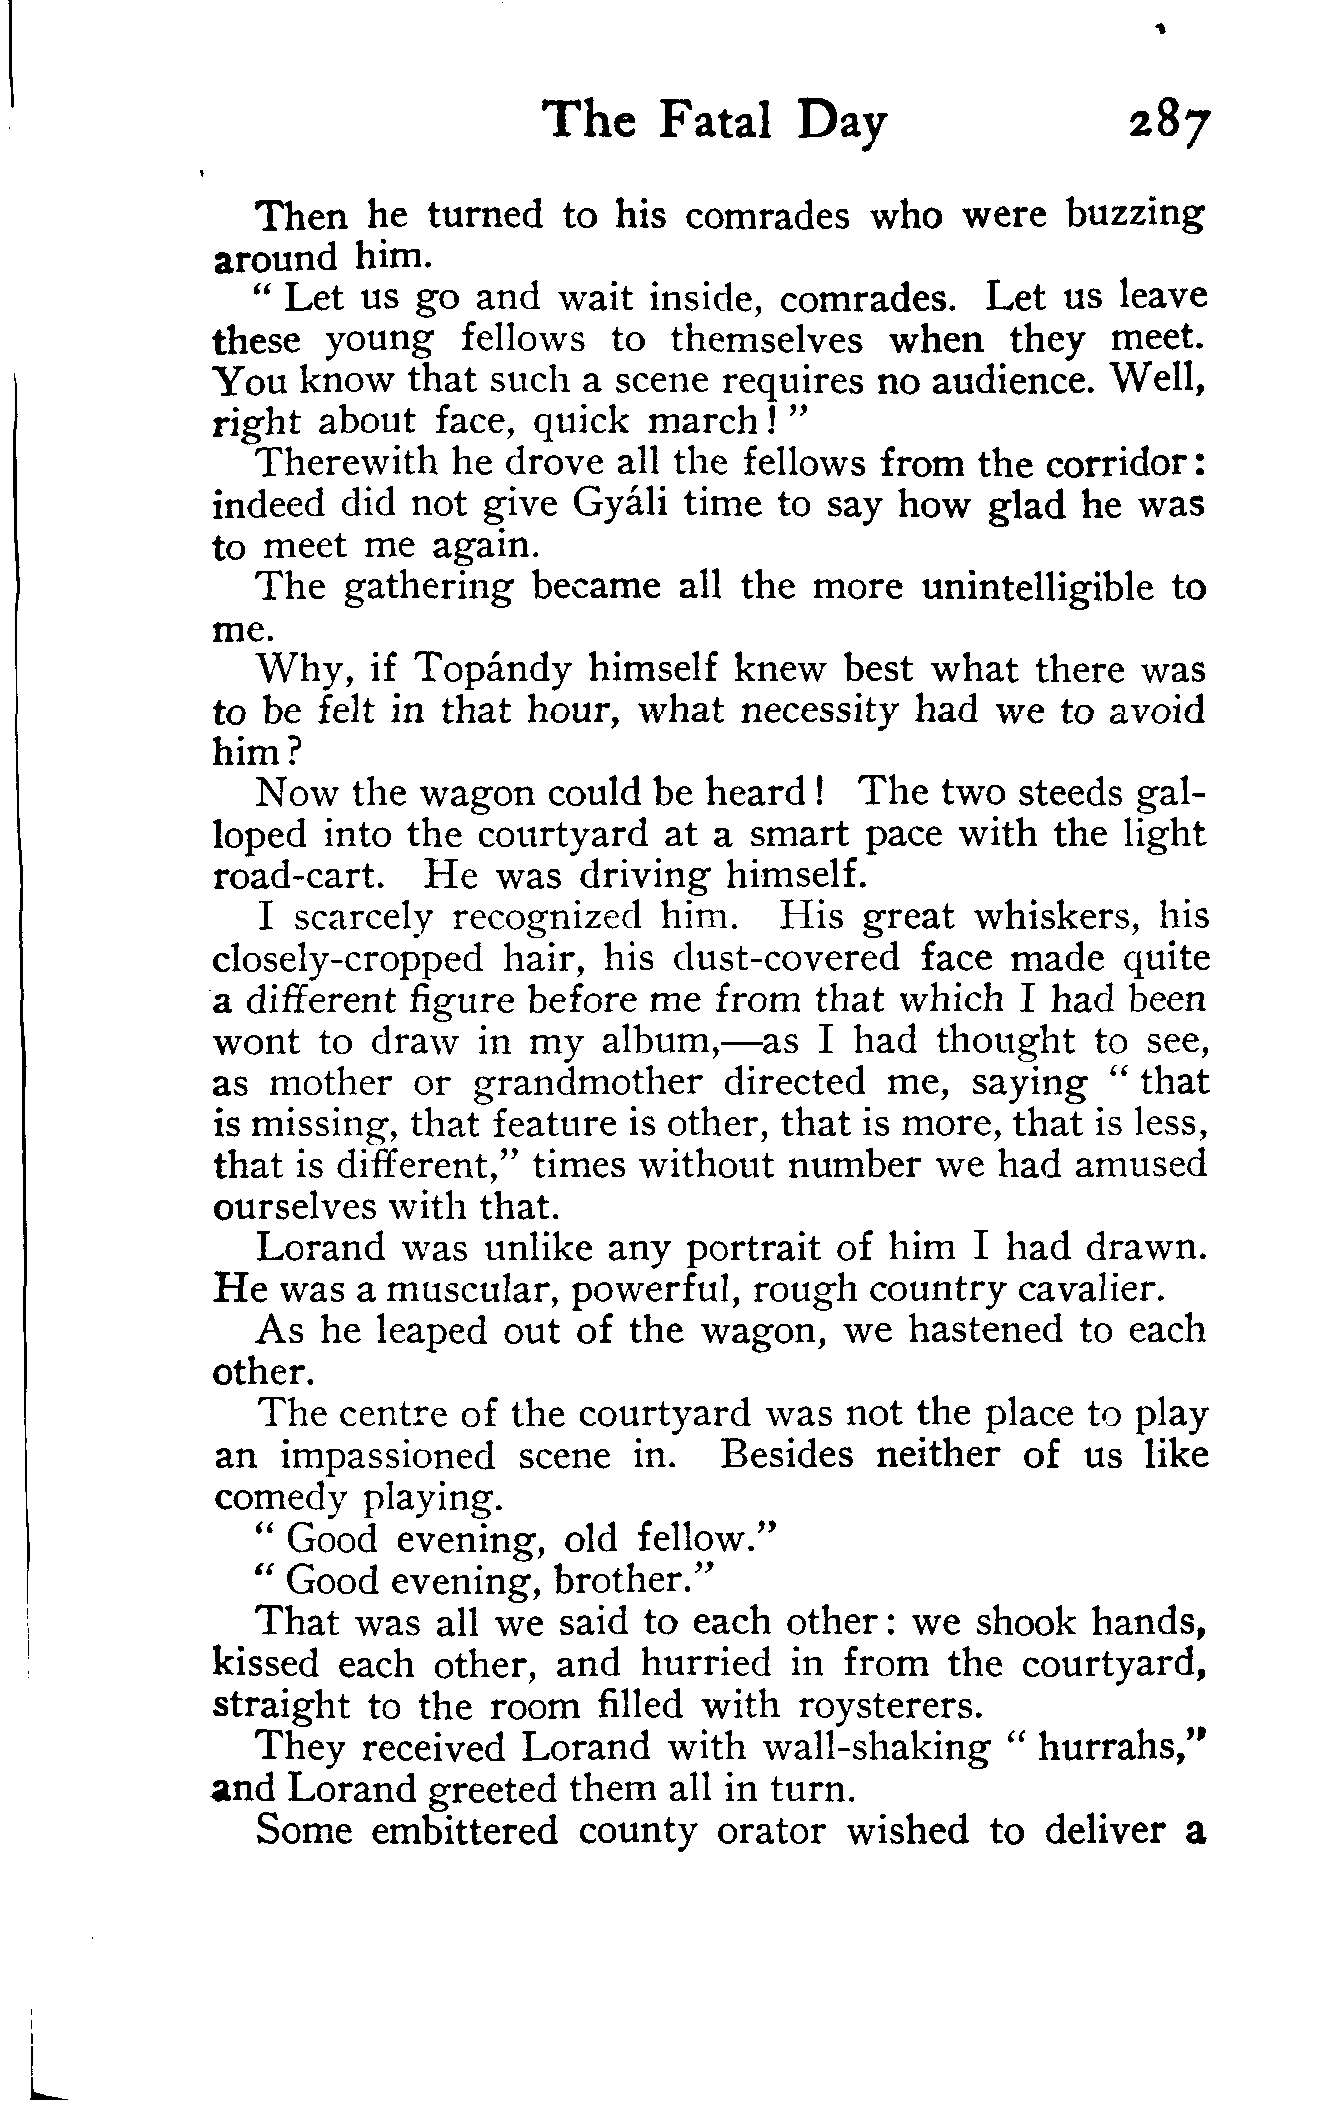 The Fatal Day 287
Then he turned to his comrades who were buzzing
around him.
" Let us go and wait inside, comrades. Let us leave
these young fellows to themselves when they meet.
You know that such a scene requires no audience. Well,
right about face, quick march ! "
Therewith he drove all the fellows from the corridor :
indeed did not give Gyáli time to say how glad he was
to meet me again.
The gathering became all the more unintelligible to
me.
Why, if Topándy himself knew best what there was
to be felt in that hour, what necessity had we to avoid
him ?
Now the wagon could be heard ! The two steeds gal-
loped into the courtyard at a smart pace with the light
road-cart. He was driving himself.
I scarcely recognized him. His great whiskers, his
closely-cropped hair, his dust-covered face made quite
a different figure before me from that which I had been
wont to draw in my album,—as I had thought to see,
as mother or grandmother directed me, saying " that
is missing, that feature is other, that is more, that is less,
that is different," times without number we had amused
ourselves with that.
Lorand was unlike any portrait of him I had drawn.
He was a muscular, powerful, rough country cavalier.
As he leaped out of the wagon, we hastened to each
other.
The centre of the courtyard was not the place to play
an impassioned scene in. Besides neither of us like
comedy playing.
" Good evening, old fellow."
" Good evening, brother."
That was all we said to each other : we shook hands,
kissed each other, and hurried in from the courtyard,
straight to the room filled with roysterers.
They received Lorand with wall-shaking " hurrahs,"
and Lorand greeted them all in turn.
Some embittered county orator wished to deliver a